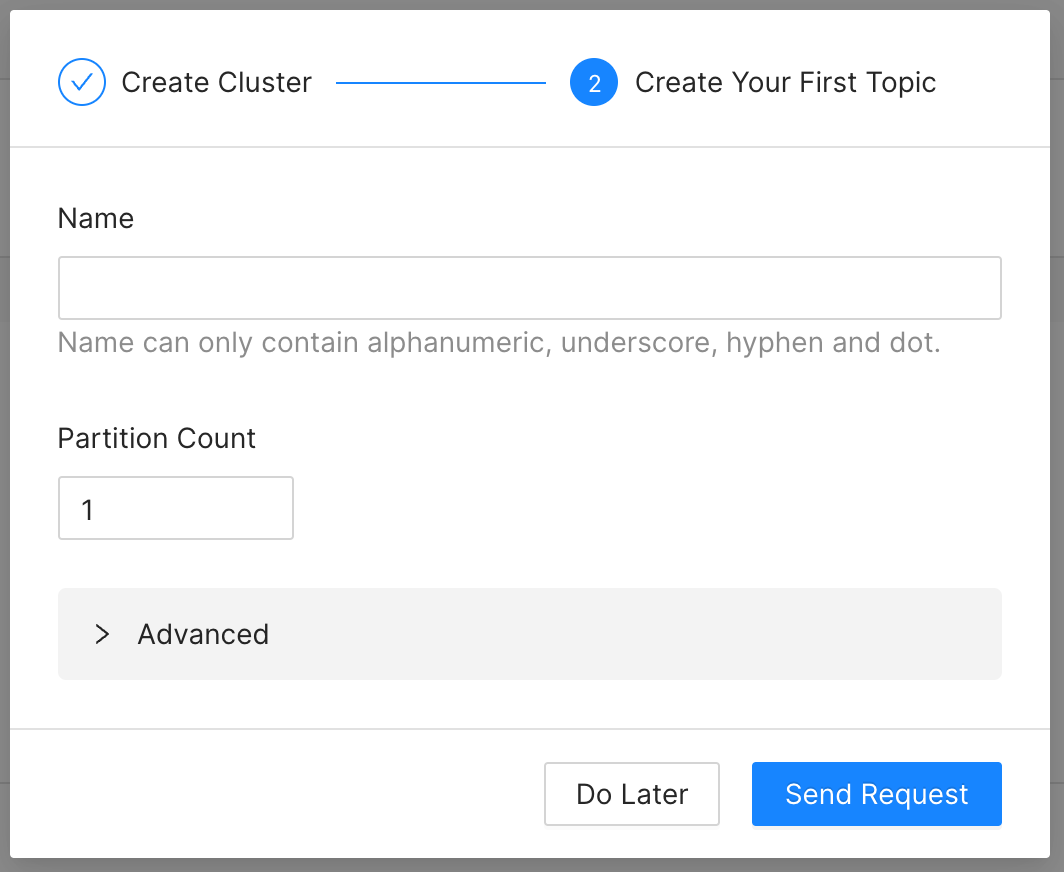 Create Cluster
2 Create Your First Topic
Name
Name can only contain alphanumeric, underscore, hyphen and dot.
Partition Count
1
Advanced
Do Later
Send Request